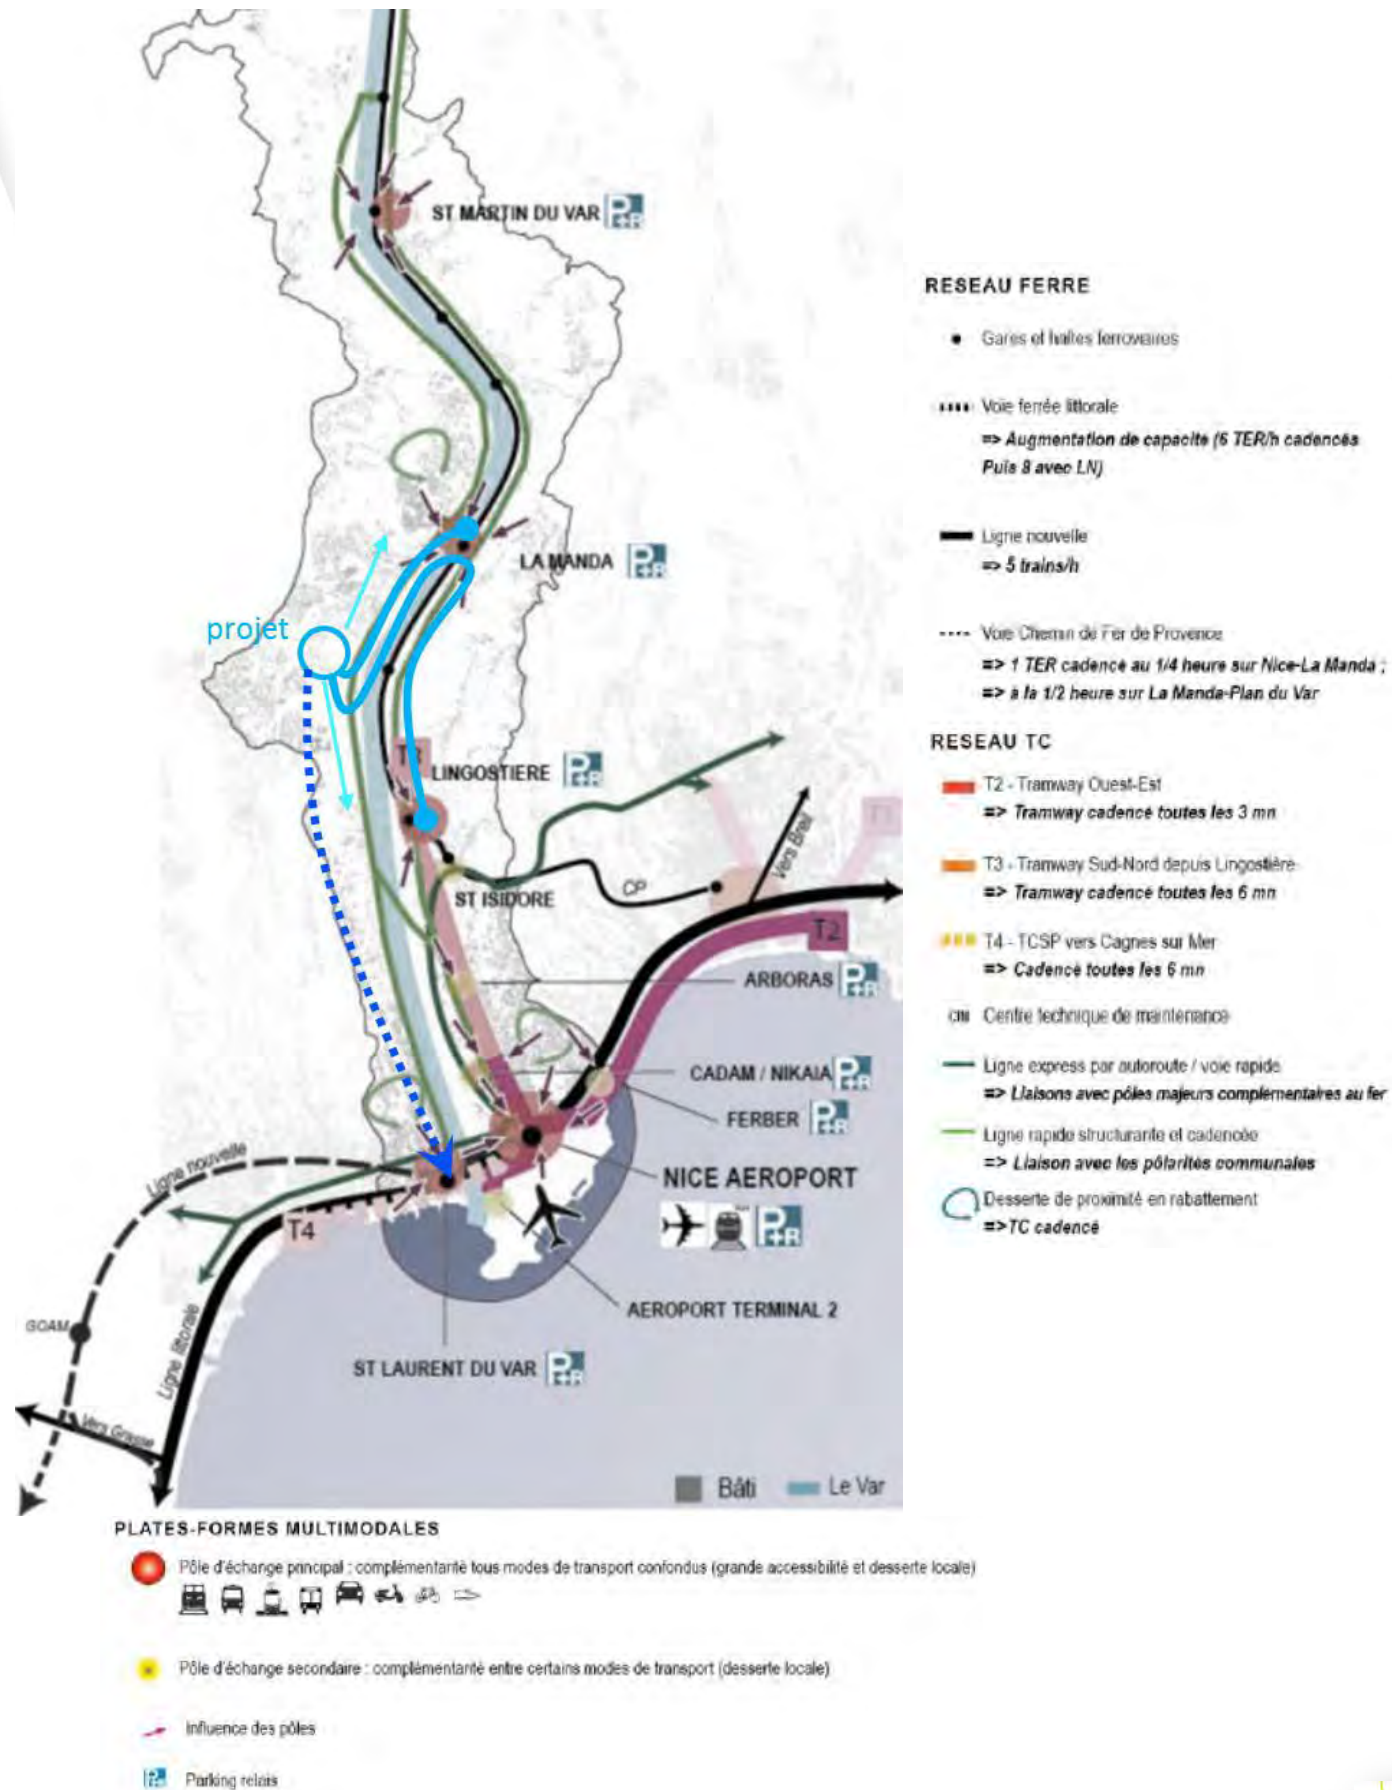 ST MARTIN DU VAR P+R
LA MANDA P+R
projet
T3
LINGOSTIERE P+R
T1
Vers Breil
CP
ST ISIDORE
T2
ARBORAS P+R
CADAM / NIKAIA P+R
FERBER P+R
Ligne nouvelle
NICE AEROPORT
P+R
T4
AEROPORT TERMINAL 2
Ligne littorale
ST LAURENT DU VAR P+R
Vers Grasse
Bâti
Le Var
RESEAU FERRE
Gares et haltes ferroviaires
Voie ferrée littorale
=> Augmentation de capacité (6 TER/h cadencés
Puis 8 avec LN)
Ligne nouvelle
=> 5 trains/h
Voie Chemin de Fer de Provence
=> 1 TER cadencé au 1/4 heure sur Nice-La Manda ;
=> à la 1/2 heure sur La Manda-Plan du Var
RESEAU TC
T2 - Tramway Ouest-Est
=> Tramway cadencé toutes les 3 mn
T3 - Tramway Sud-Nord depuis Lingostière
=> Tramway cadencé toutes les 6 mn
T4 - TCSP vers Cagnes sur Mer
=> Cadencé toutes les 6 mn
Centre technique de maintenance
Ligne express par autoroute / voie rapide
=> Liaisons avec pôles majeurs complémentaires au fer
Ligne rapide structurante et cadencée
=> Liaison avec les pôlarités communales
Desserte de proximité en rabattement
=>TC cadencé
PLATES-FORMES MULTIMODALES
Pôle d'échange principal : complémentarité tous modes de transport confondus (grande accessibilité et desserte locale)
Pôle d'échange secondaire : complémentarité entre certains modes de transport (desserte locale)
Influence des pôles
P+R Parking relais